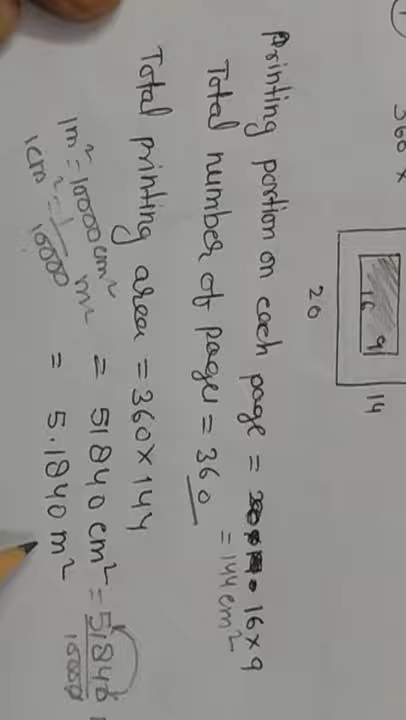 360 x
16
9
20
14
Printing portion on each page = 16 x 9
= 144 cm²
Total number of pages = 360
Total printing area = 360 x 144
= 51840 cm² = 51840/10000
= 5.1840 m²
1m² = 10000 cm²
1cm² = 1/10000 m²